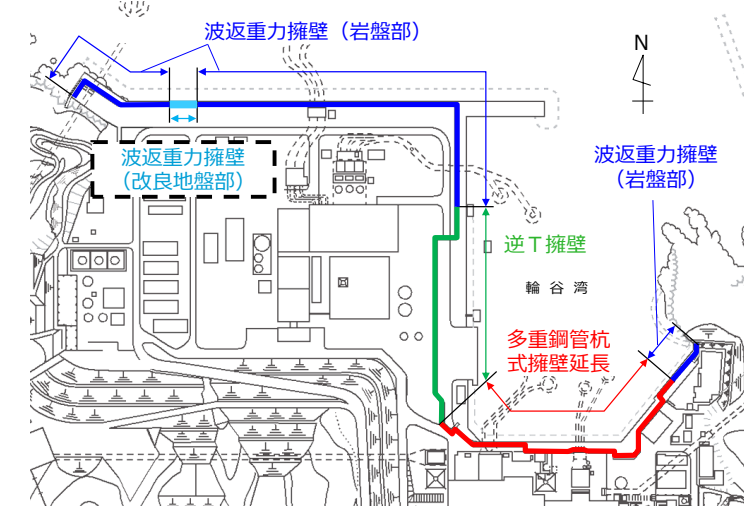 波返重力擁壁（岩盤部）
N
波返重力擁壁
（改良地盤部）
波返重力擁壁
（岩盤部）
逆Ｔ擁壁
輪谷湾
多重鋼管杭
式擁壁延長